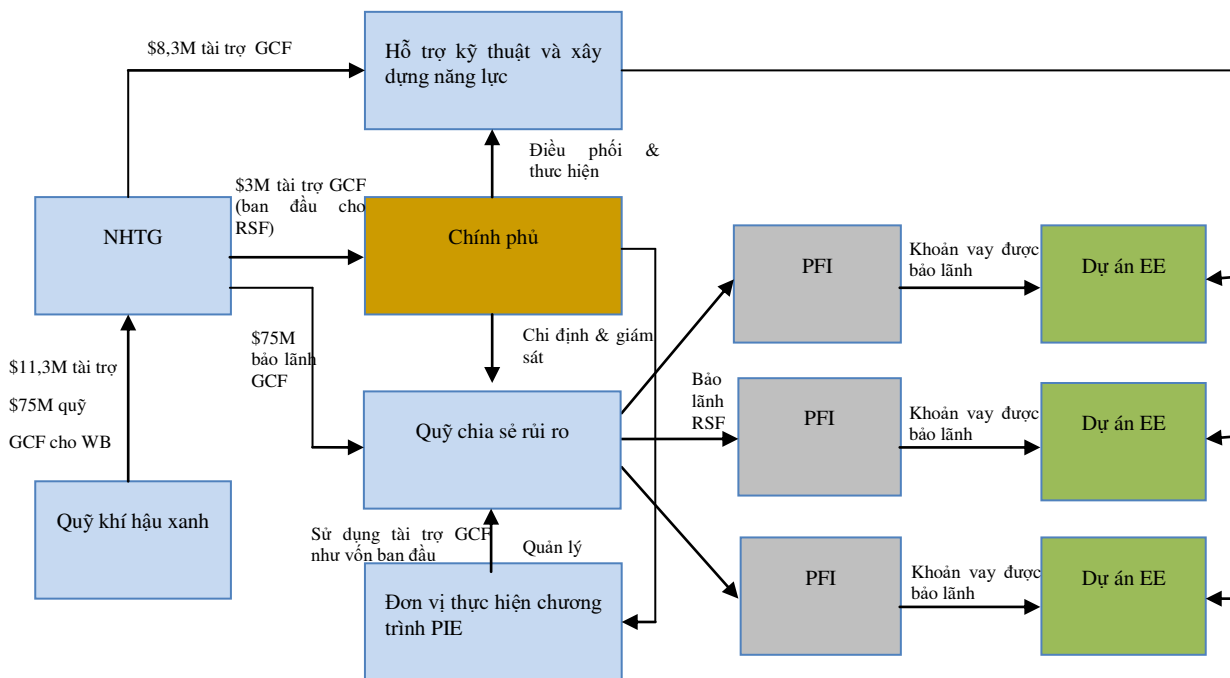 $8,3M tài trợ GCF
Hỗ trợ kỹ thuật và xây
dựng năng lực
Điều phối &
thưc hiện
$3M tài trợ GCF
(ban đầu cho
RSF)
NHTG
Chính phủ
PFI
Khoản vay được
bảo lãnh
Dự án EE
$75M
bảo lãnh
GCF
Chi định & giám
sát
$11,3M tài trợ
$75M quỹ
GCF cho WB
Quỹ chia sẻ rủi ro
Bảo
lãnh
RSF
PFI
Khoản vay được
bảo lãnh
Dự án EE
Quỹ khí hậu xanh
Sử dụng tài trợ GCF
như vốn ban đầu
Quản lý
Đơn vị thực hiện chương
trình PIE
PFI
Khoản vay được
bảo lãnh
Dự án EE